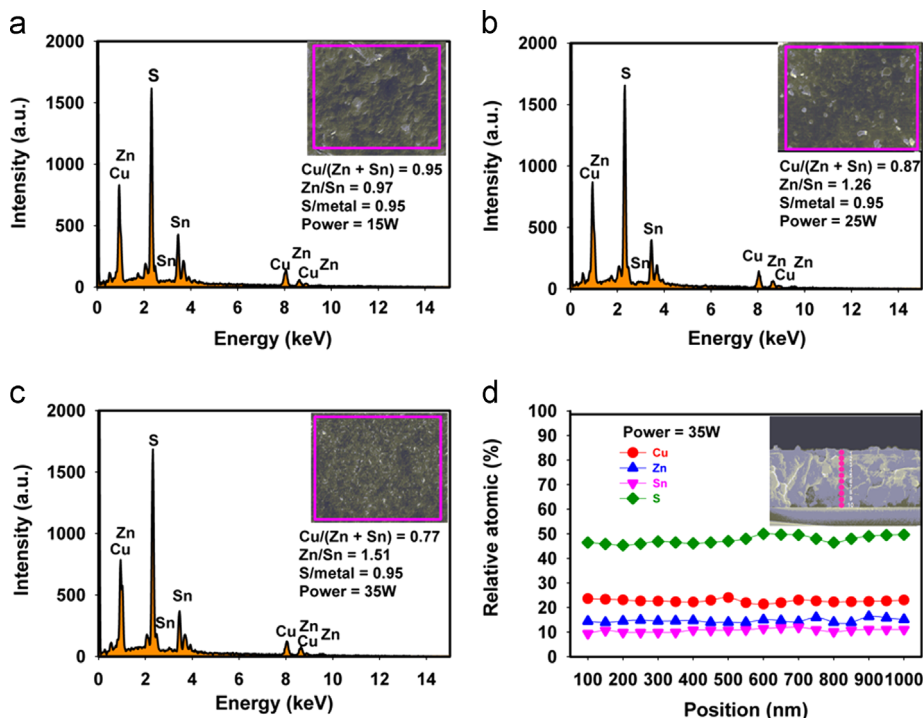 a
2000
1500
1000
500
0
0 2 4 6 8 10 12 14
Intensity (a.u.)
Energy (keV)
S
Zn
Cu
Sn
Sn
Cu
Zn
Cu
Zn
Cu/(Zn + Sn) = 0.95
Zn/Sn = 0.97
S/metal = 0.95
Power = 15W
b
2000
1500
1000
500
0
0 2 4 6 8 10 12 14
Intensity (a.u.)
Energy (keV)
S
Zn
Cu
Sn
Sn
Cu
Zn
Cu
Zn
Cu/(Zn + Sn) = 0.87
Zn/Sn = 1.26
S/metal = 0.95
Power = 25W
c
2000
1500
1000
500
0
0 2 4 6 8 10 12 14
Intensity (a.u.)
Energy (keV)
S
Zn
Cu
Sn
Sn
Cu
Zn
Cu
Zn
Cu/(Zn + Sn) = 0.77
Zn/Sn = 1.51
S/metal = 0.95
Power = 35W
d
100
90
80
70
60
50
40
30
20
10
0
100 200 300 400 500 600 700 800 900 1000
Relative atomic (%)
Position (nm)
Power = 35W
Cu
Zn
Sn
S